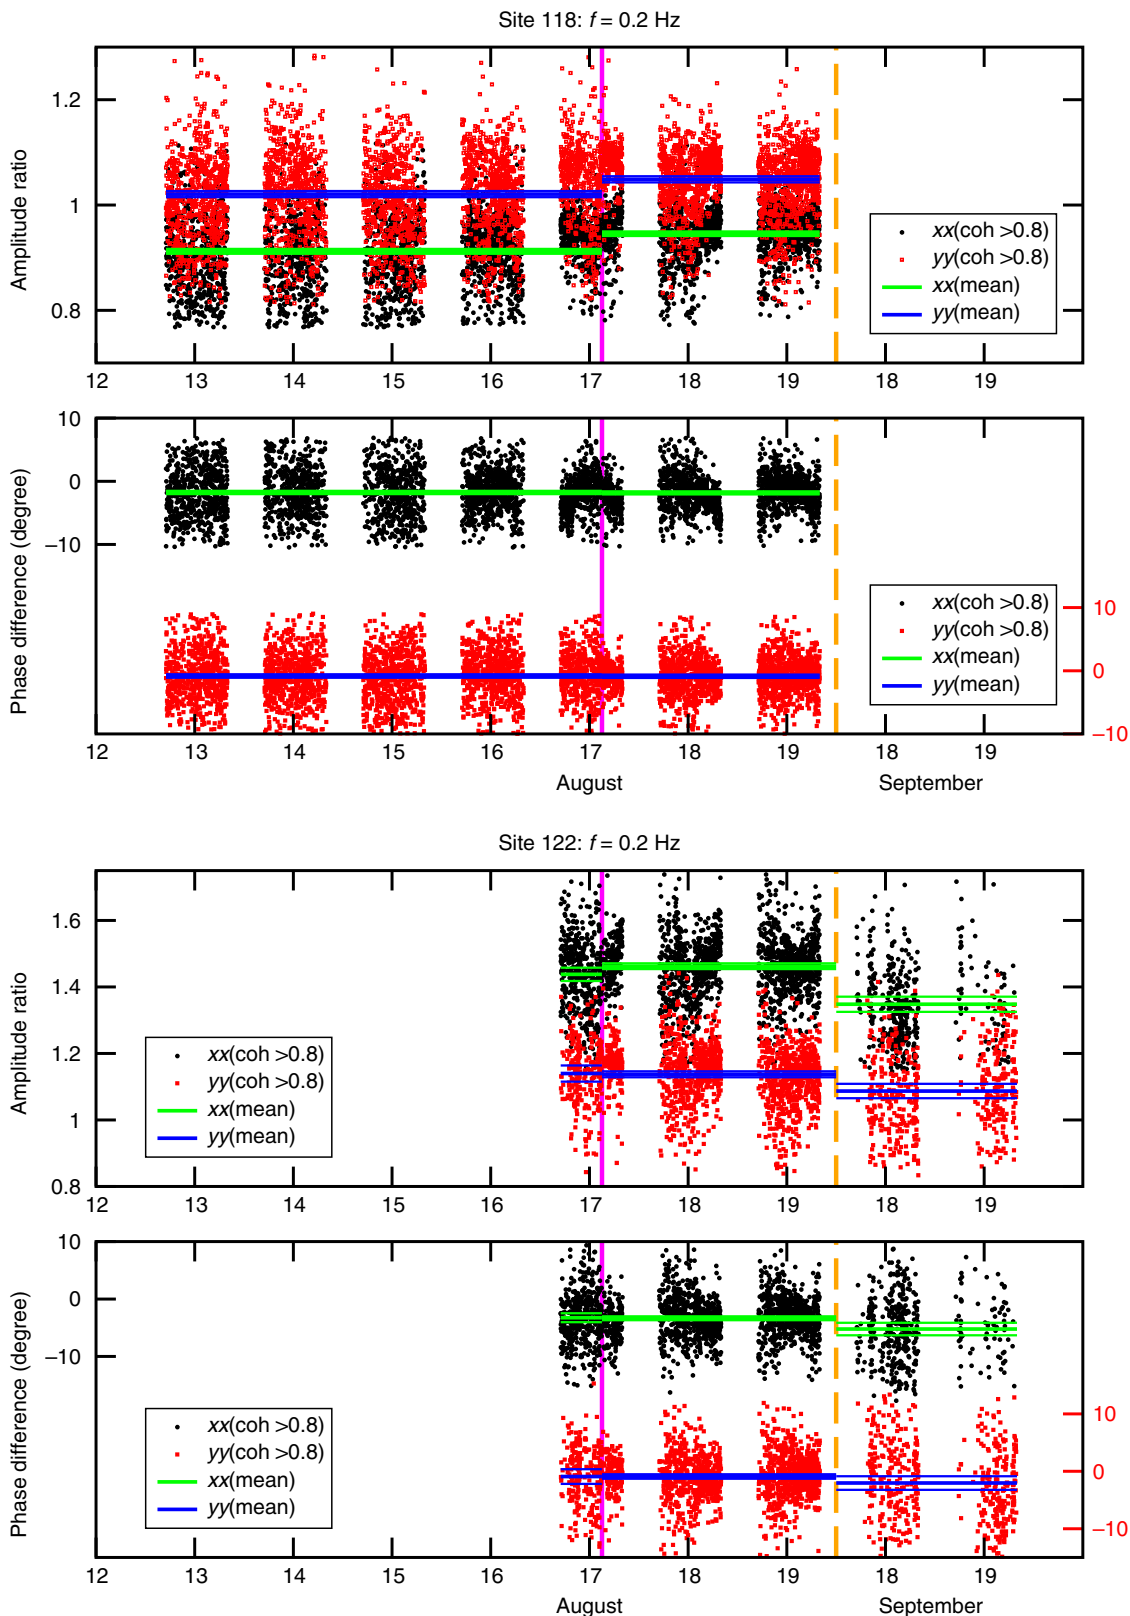 Site 118: f = 0.2 Hz
Amplitude ratio
1.2
1
0.8
xx(coh >0.8)
yy(coh >0.8)
xx(mean)
yy(mean)
12 13 14 15 16 17 18 19 18 19
Phase difference (degree)
10
0
−10
xx(coh >0.8)
yy(coh >0.8)
xx(mean)
yy(mean)
10
0
−10
12 13 14 15 16 17 18 19 18 19
August September
Site 122: f = 0.2 Hz
Amplitude ratio
1.6
1.4
1.2
1
0.8
xx(coh >0.8)
yy(coh >0.8)
xx(mean)
yy(mean)
12 13 14 15 16 17 18 19 18 19
Phase difference (degree)
10
0
−10
xx(coh >0.8)
yy(coh >0.8)
xx(mean)
yy(mean)
10
0
−10
12 13 14 15 16 17 18 19 18 19
August September